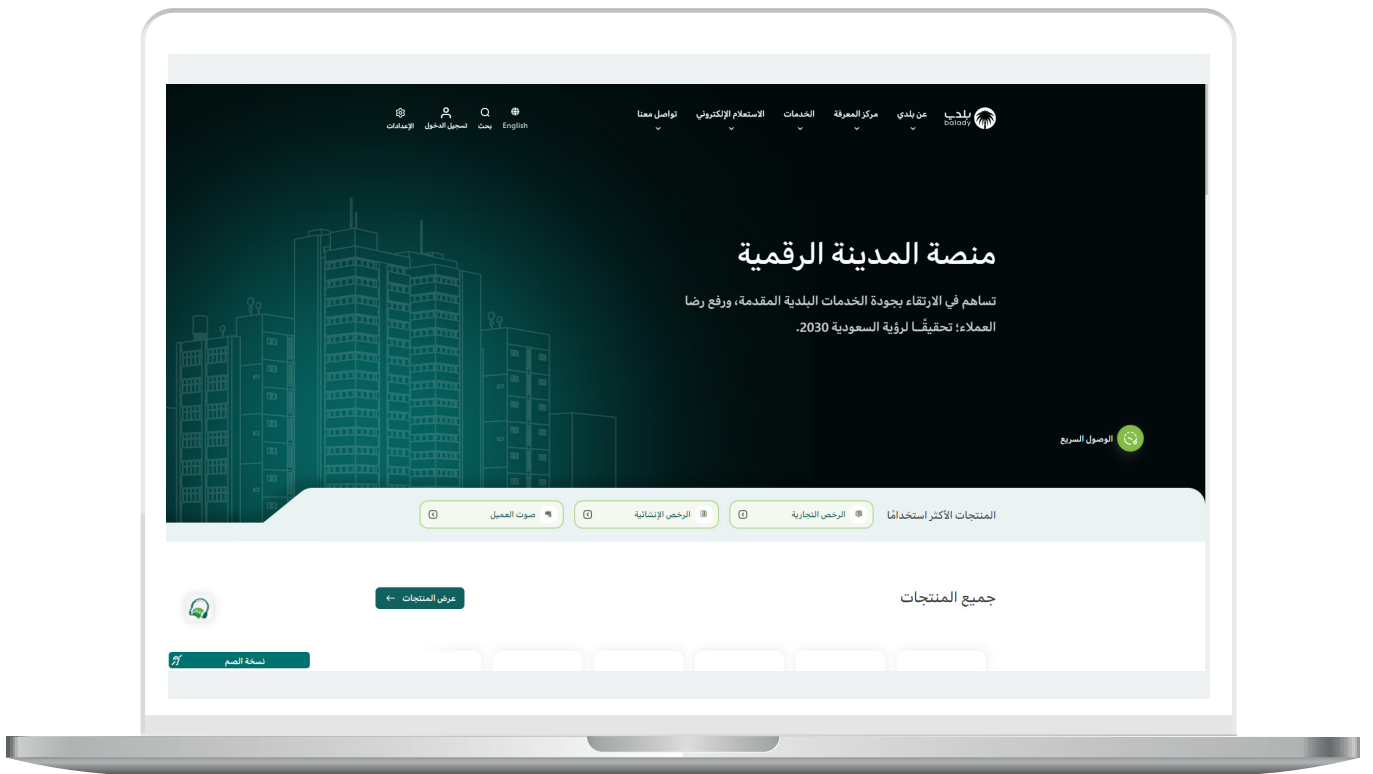 بلدي
balady
عن بلدي
مركز المعرفة
الخدمات
الاستعلام الإلكتروني
تواصل معنا
English
بحث
تسجيل الدخول
الإعدادات
منصة المدينة الرقمية
تساهم في الارتقاء بجودة الخدمات البلدية المقدمة، ورفع رضا
العملاء؛ تحقيقًـا لرؤية السعودية 2030.
الوصول السريع
المنتجات الأكثر استخدامًا
الرخص التجارية
الرخص الإنشائية
صوت العميل
جميع المنتجات
عرض المنتجات
نسخة الصم